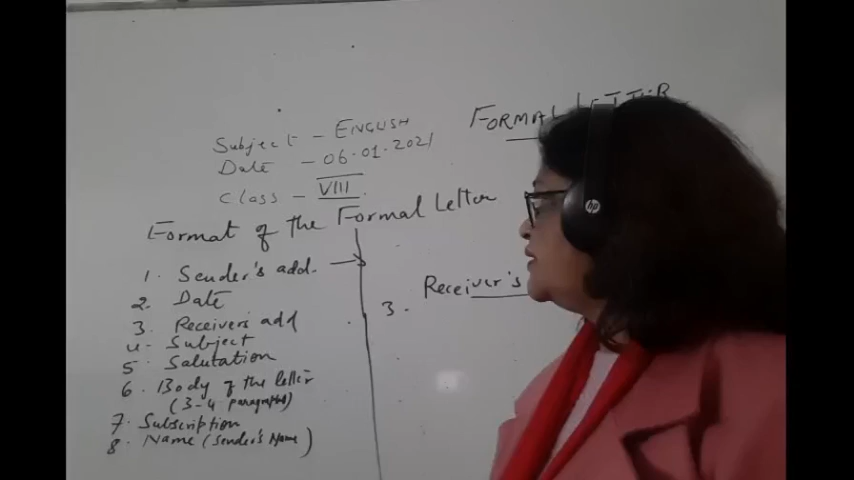 FORMAL LETTER
Subject - ENGLISH
Date - 06.01.2021
Class - VIII
Format of the Formal Letter
1. Sender's add.
2. Date
3. Receivers add
4. Subject
5. Salutation
6. Body of the letter
(3-4 paragraphs)
7. Subscription
8. Name (Sender's Name)
3. Receiver's
hp